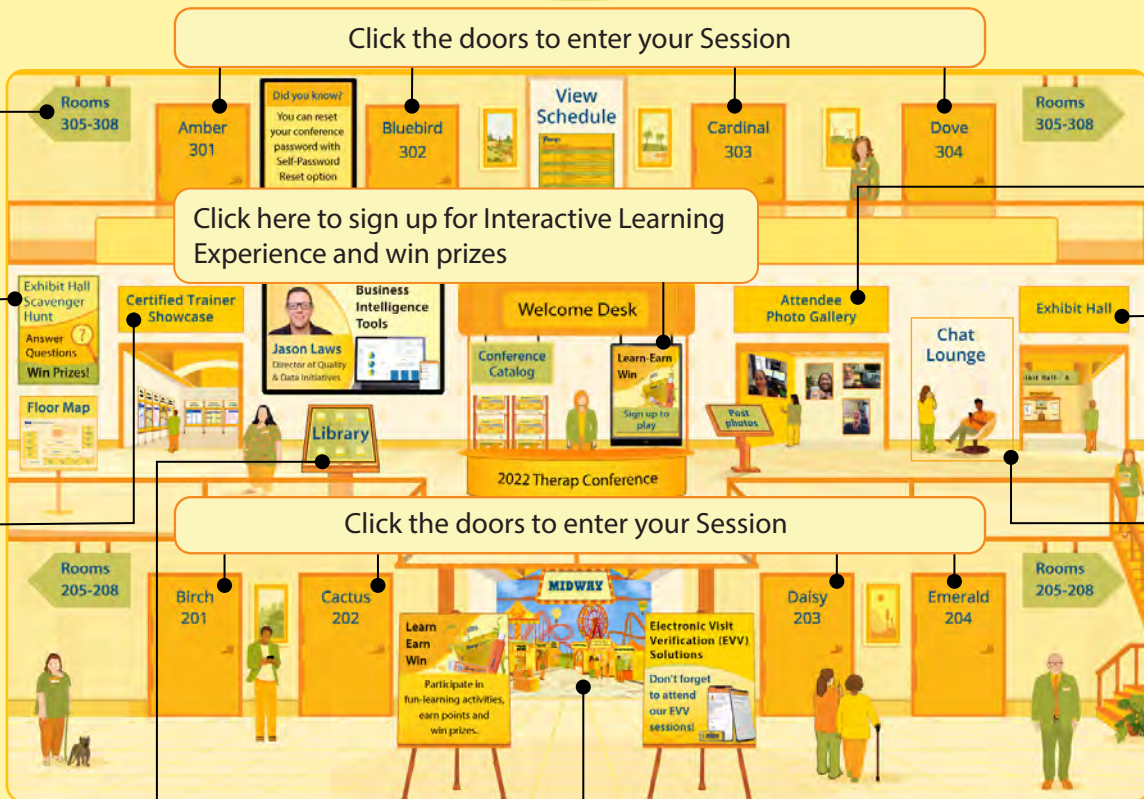 Click the doors to enter your Session
Rooms
305-308
Amber
301
Did you know?
You can reset
your conference
password with
Self-Password
Reset option
Bluebird
302
View
Schedule
Cardinal
303
Dove
304
Rooms
305-308
Click here to sign up for Interactive Learning
Experience and win prizes
Exhibit Hall
Scavenger
Hunt
Answer
Questions
?
Win Prizes!
Floor Map
Certified Trainer
Showcase
Business
Intelligence
Tools
Jason Laws
Director of Quality
& Data Initiatives
Library
Welcome Desk
Conference
Catalog
Learn-Earn
Win
Sign up to
play
2022 Therap Conference
Attendee
Photo Gallery
Post
photos
Chat
Lounge
Exhibit Hall
Click the doors to enter your Session
Rooms
205-208
Birch
201
Cactus
202
Learn
Earn
Win
Participate in
fun-learning activities,
earn points and
win prizes.
MIDWAY
Electronic Visit
Verification (EVV)
Solutions
Don't forget
to attend
our EVV
sessions!
Daisy
203
Emerald
204
Rooms
205-208